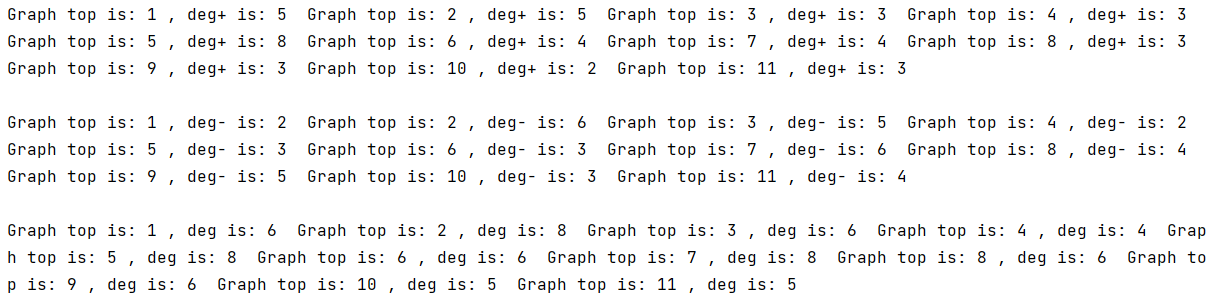 Graph top is: 1 , deg+ is: 5  Graph top is: 2 , deg+ is: 5  Graph top is: 3 , deg+ is: 3  Graph top is: 4 , deg+ is: 3
Graph top is: 5 , deg+ is: 8  Graph top is: 6 , deg+ is: 4  Graph top is: 7 , deg+ is: 4  Graph top is: 8 , deg+ is: 3
Graph top is: 9 , deg+ is: 3  Graph top is: 10 , deg+ is: 2  Graph top is: 11 , deg+ is: 3
Graph top is: 1 , deg- is: 2  Graph top is: 2 , deg- is: 6  Graph top is: 3 , deg- is: 5  Graph top is: 4 , deg- is: 2
Graph top is: 5 , deg- is: 3  Graph top is: 6 , deg- is: 3  Graph top is: 7 , deg- is: 6  Graph top is: 8 , deg- is: 4
Graph top is: 9 , deg- is: 5  Graph top is: 10 , deg- is: 3  Graph top is: 11 , deg- is: 4
Graph top is: 1 , deg is: 6  Graph top is: 2 , deg is: 8  Graph top is: 3 , deg is: 6  Graph top is: 4 , deg is: 4  Grap
h top is: 5 , deg is: 8  Graph top is: 6 , deg is: 6  Graph top is: 7 , deg is: 8  Graph top is: 8 , deg is: 6  Graph to
p is: 9 , deg is: 6  Graph top is: 10 , deg is: 5  Graph top is: 11 , deg is: 5